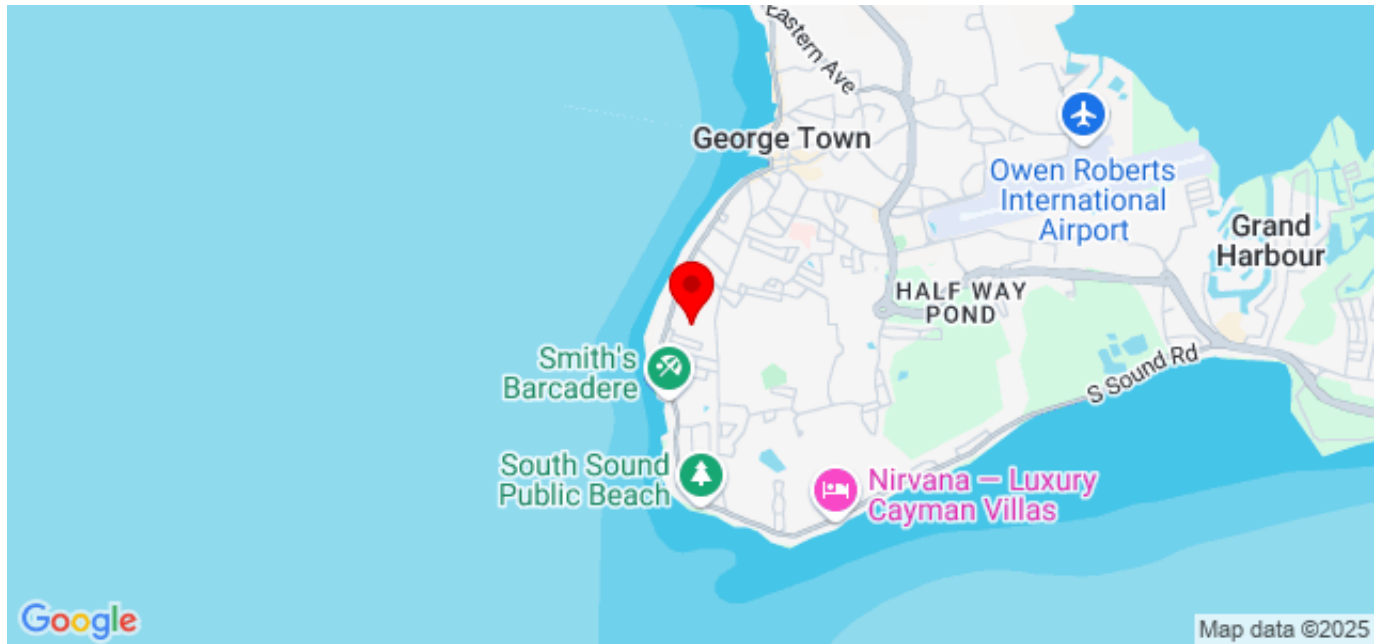 Eastern Ave
George Town
Owen Roberts
International
Airport
Grand
Harbour
HALF WAY
POND
Smith's
Barcadere
S Sound Rd
South Sound
Public Beach
Nirvana — Luxury
Cayman Villas
Google
Map data ©2025